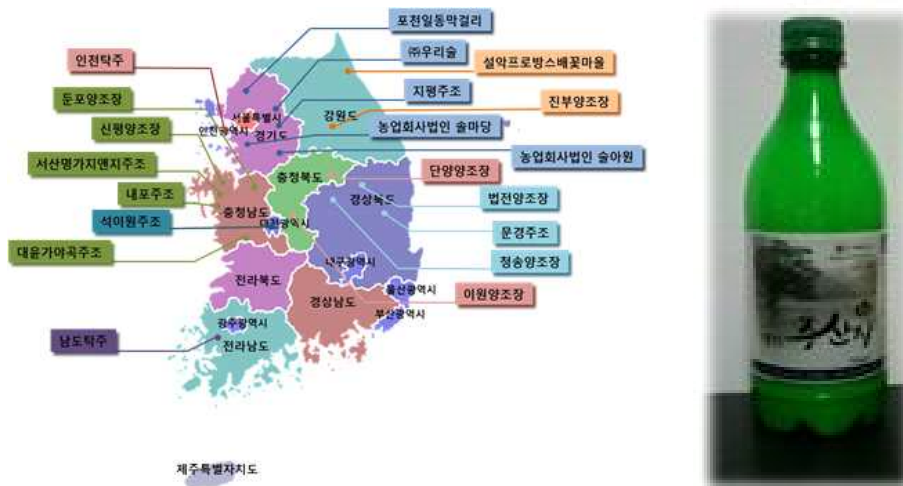 포천일동막걸리
㈜우리술
인천탁주
설악프로방스배꽃마을
지평주조
둔포양조장
진부양조장
서울특별시
강원도
인천광역시
경기도
신평양조장
농업회사법인 술마당
농업회사법인 술아원
서산명가지앤지주조
충청북도
단양양조장
내포주조
경상북도
법전양조장
충청남도
석이원주조
대전광역시
문경주조
대윤가야곡주조
청송양조장
대구광역시
전라북도
울산광역시
이원양조장
경상남도
부산광역시
광주광역시
남도탁주
전라남도
제주특별자치도
주산지